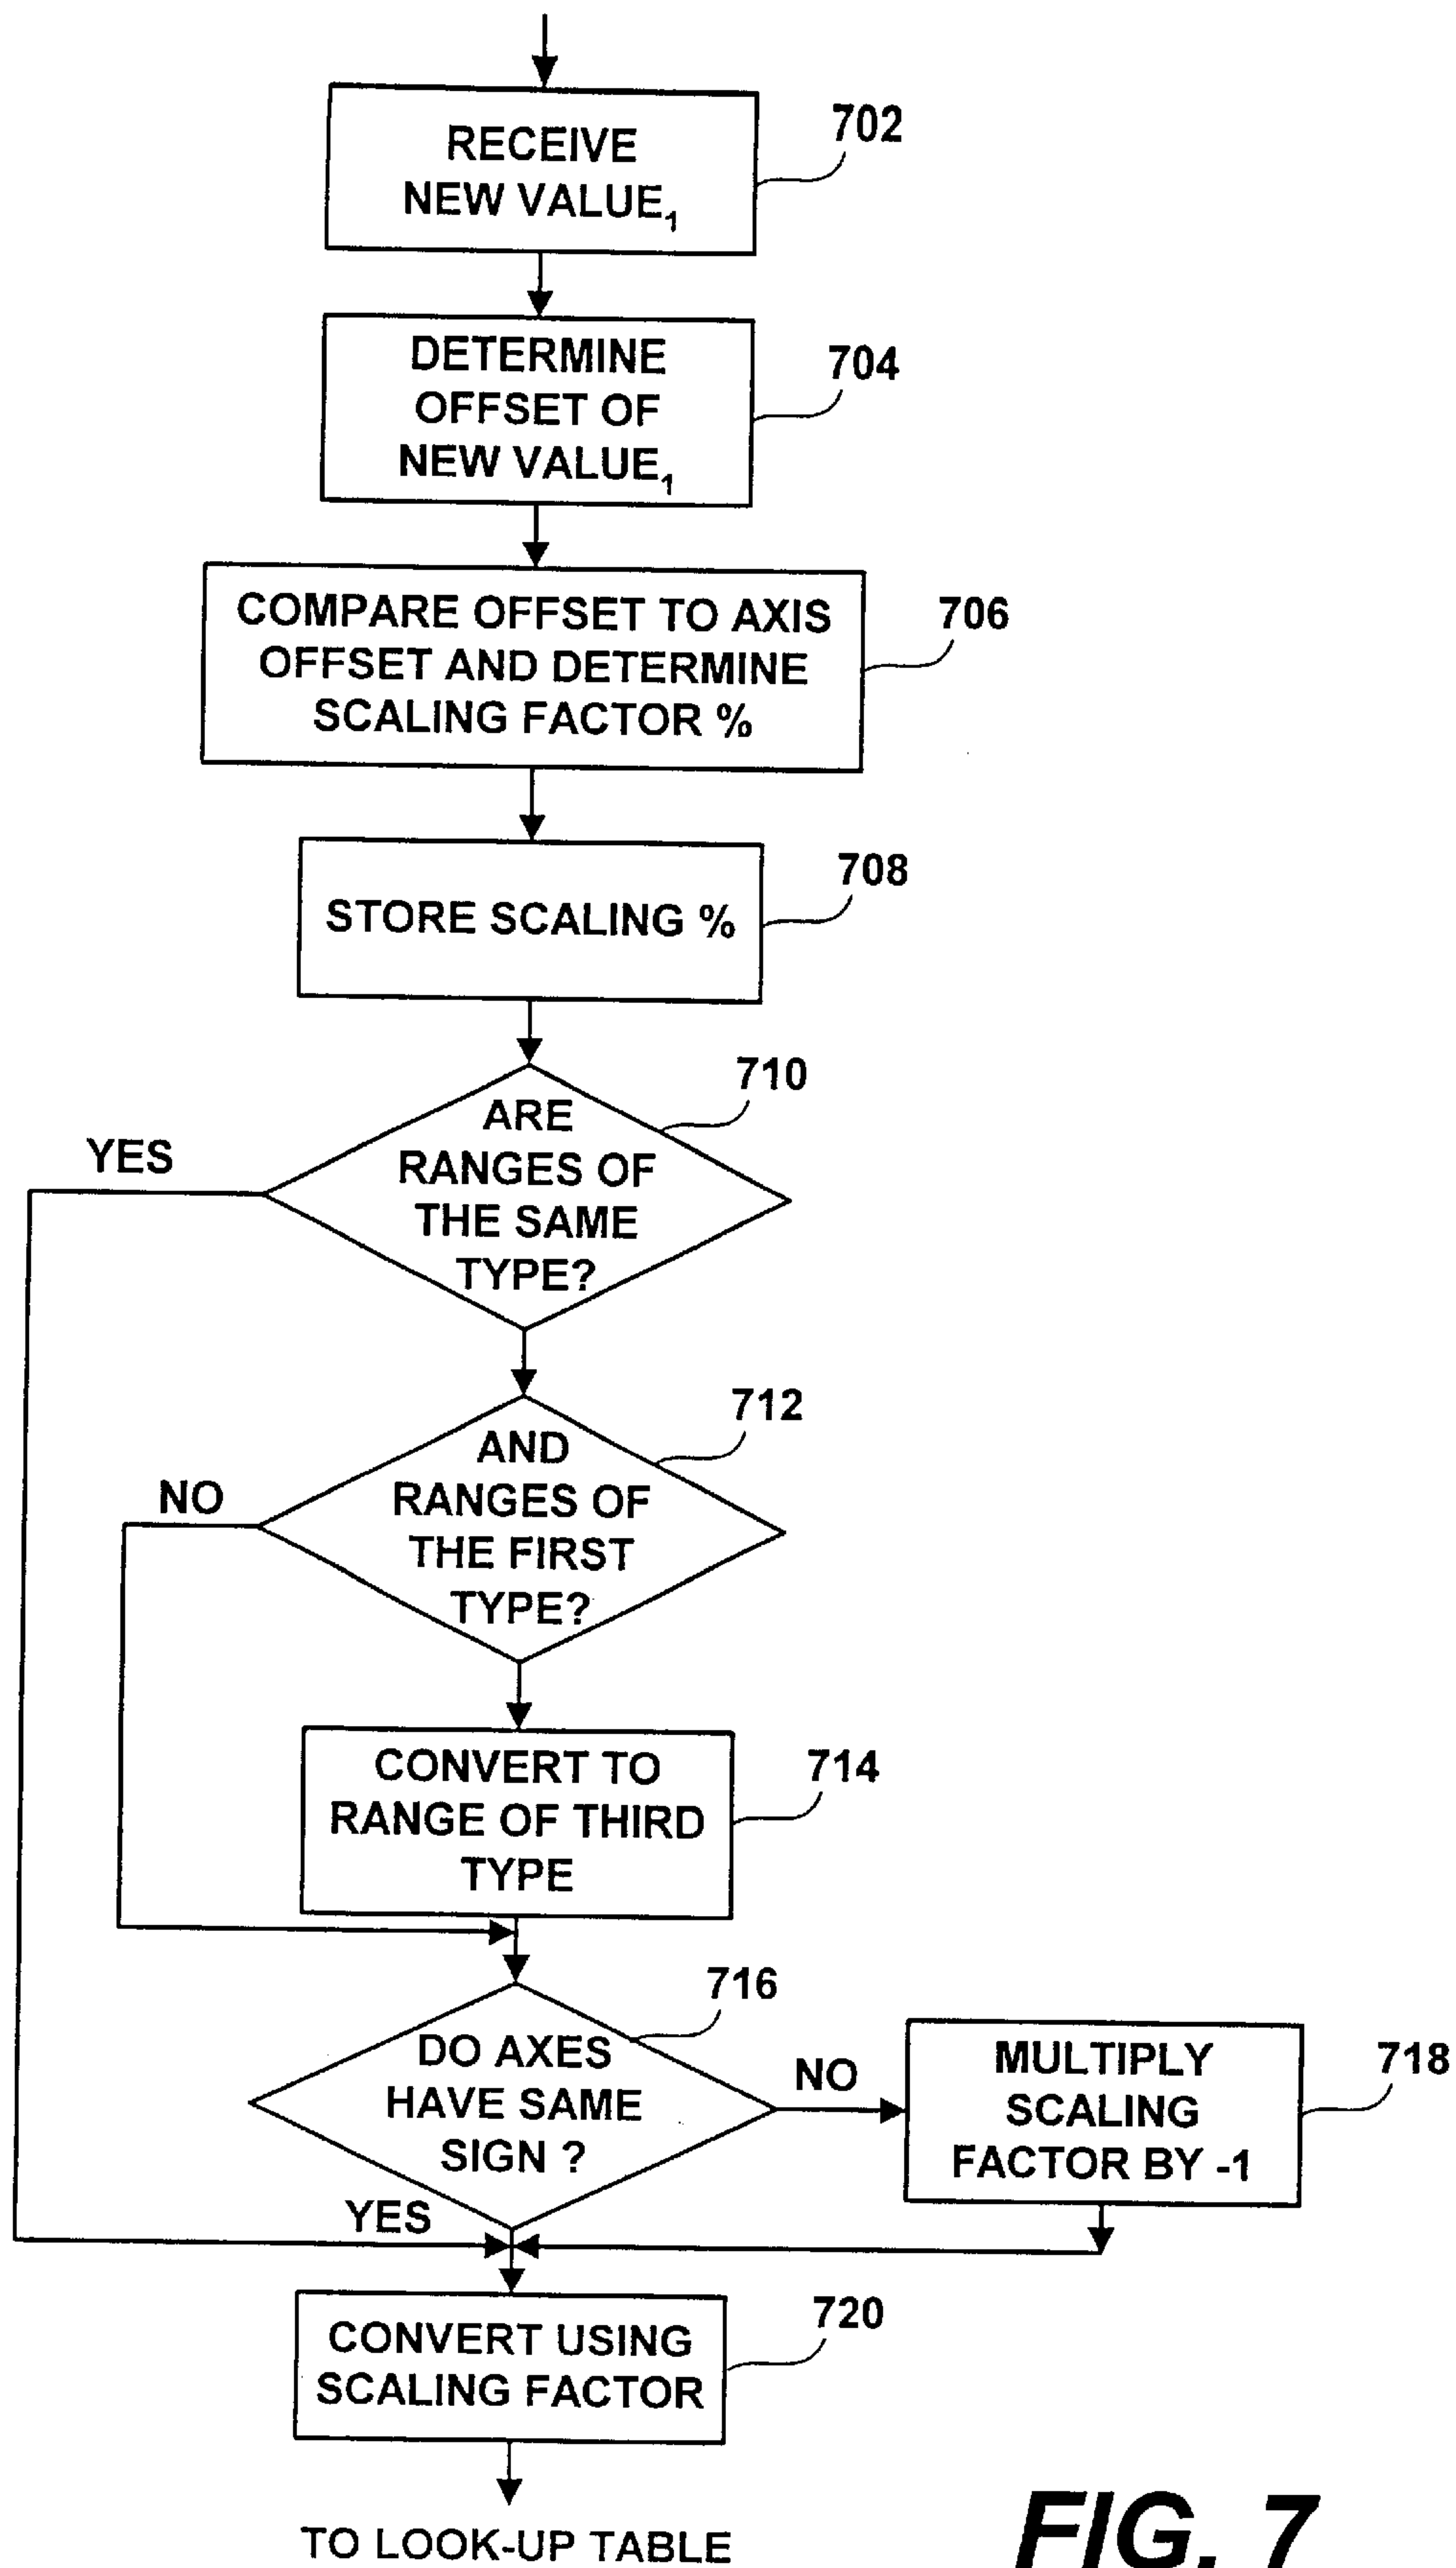 RECEIVE
NEW VALUE₁
702
DETERMINE
OFFSET OF
NEW VALUE₁
704
COMPARE OFFSET TO AXIS
OFFSET AND DETERMINE
SCALING FACTOR %
706
STORE SCALING %
708
ARE
RANGES OF
THE SAME
TYPE?
710
YES
AND
RANGES OF
THE FIRST
TYPE?
712
NO
CONVERT TO
RANGE OF THIRD
TYPE
714
DO AXES
HAVE SAME
SIGN ?
716
NO
MULTIPLY
SCALING
FACTOR BY -1
718
YES
CONVERT USING
SCALING FACTOR
720
TO LOOK-UP TABLE
FIG. 7